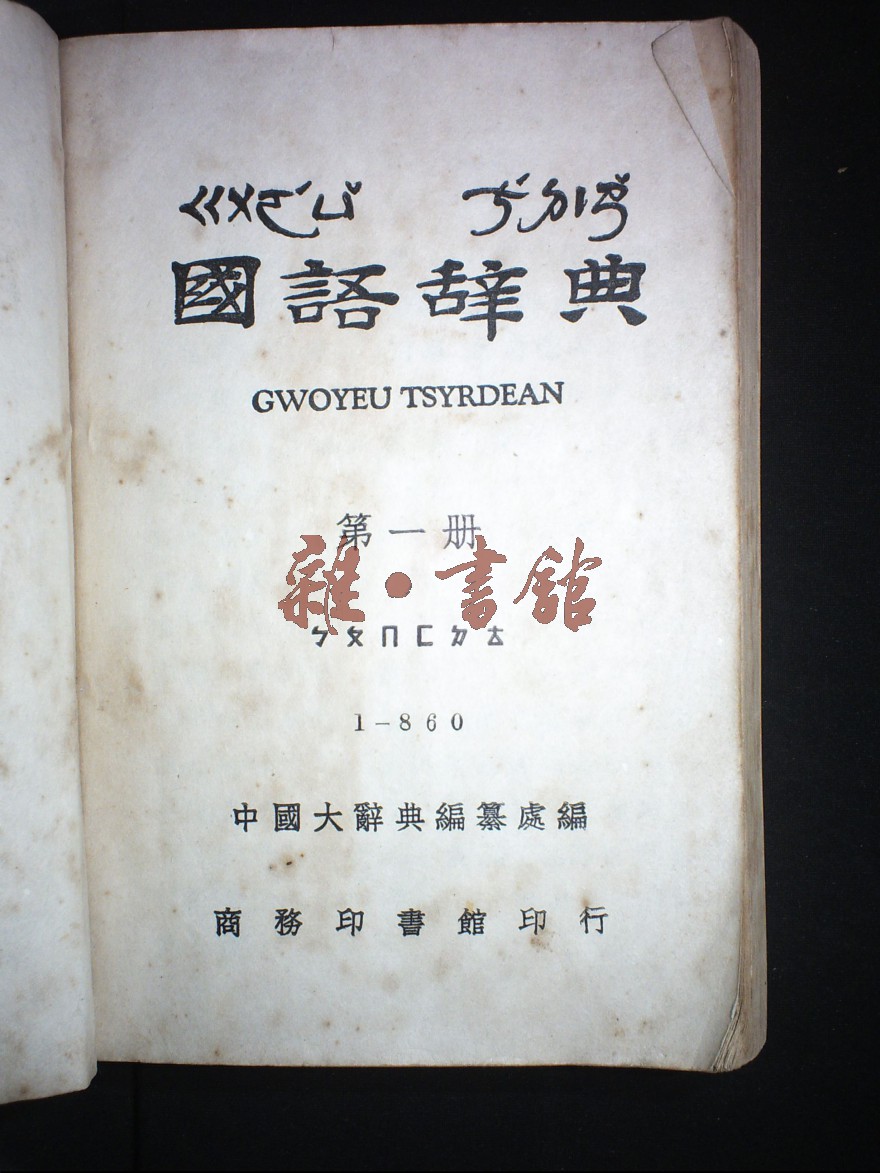 ㄍㄨㄛˊㄩˇ ㄘˊㄉㄧㄢˇ
國語辞典
GWOYEU TSYRDEAN
第一册
雜•書館
ㄅㄆㄇㄈㄉㄊ
1-860
中國大辭典編纂處編
商務印書館印行